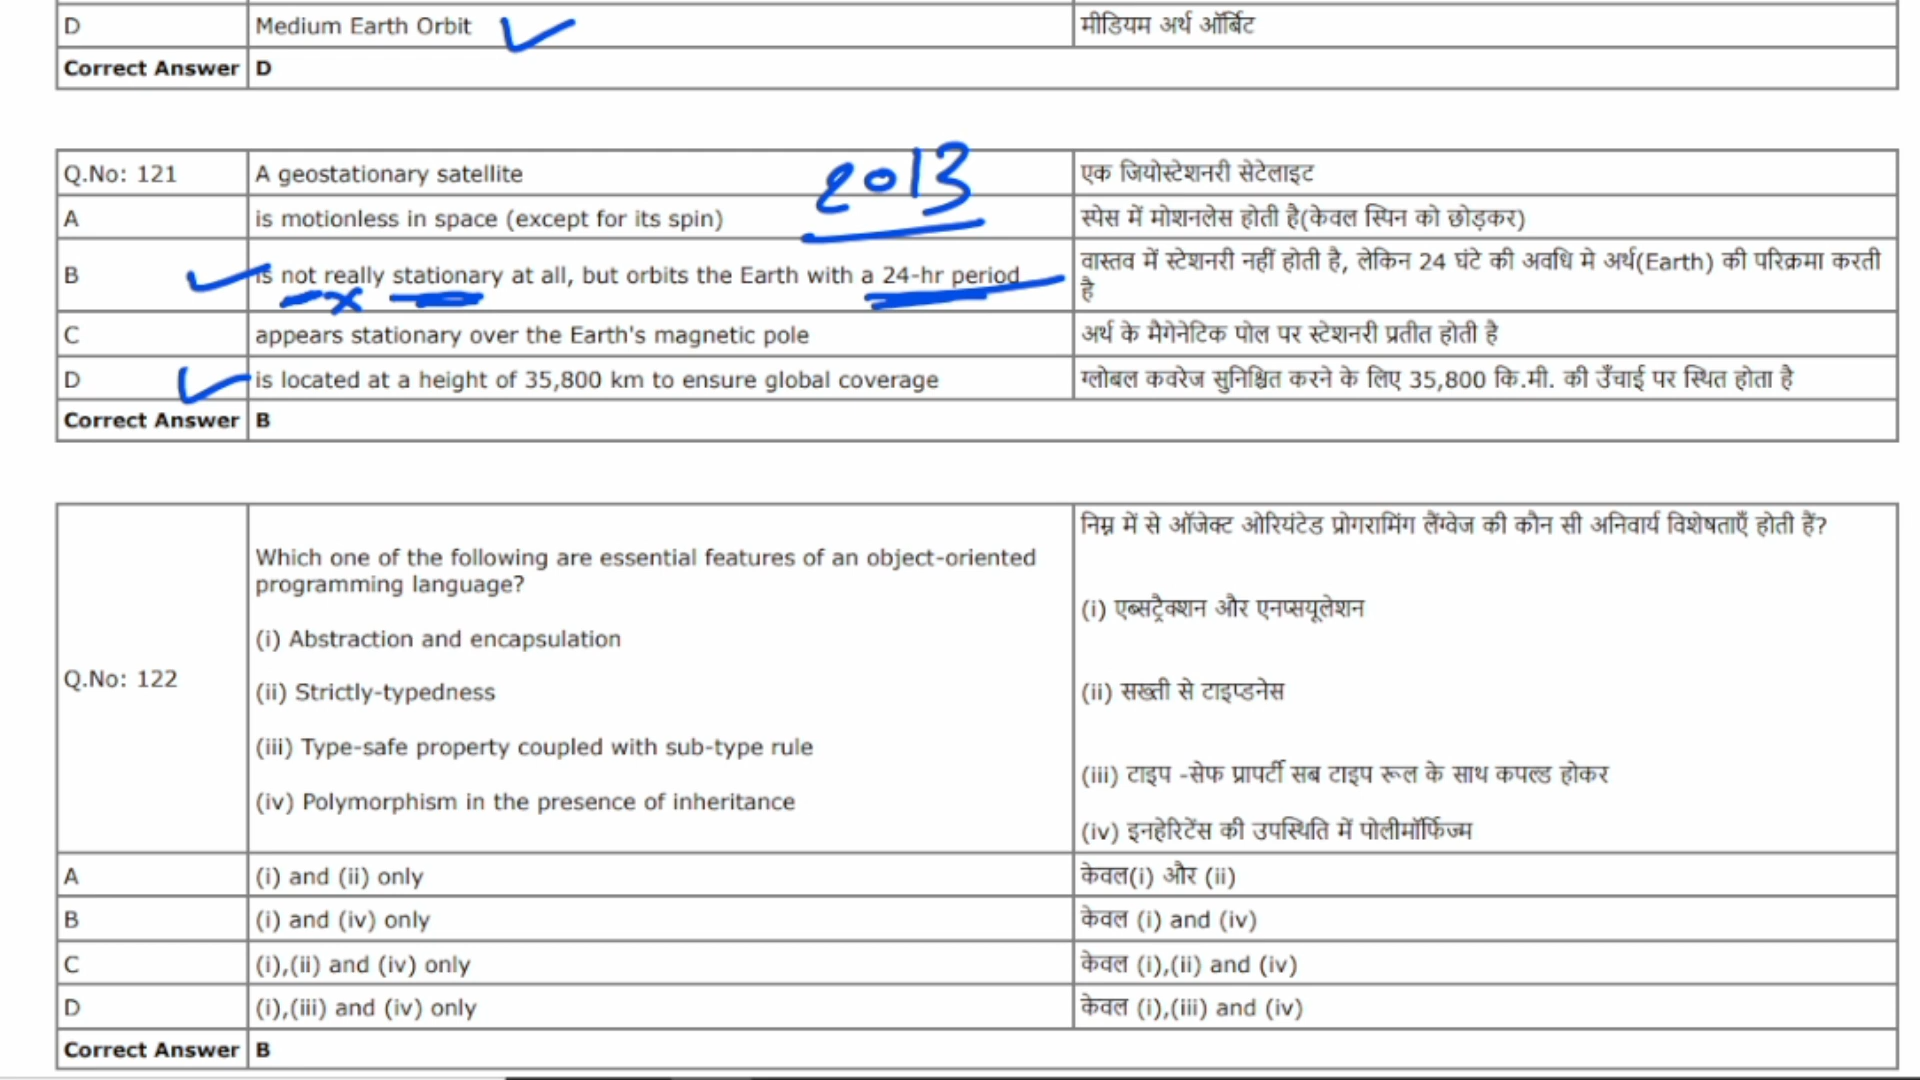 D Medium Earth Orbit मीडियम अर्थ ऑर्बिट
Correct Answer D
2013
Q.No: 121 A geostationary satellite एक जियोस्टेशनरी सेटेलाइट
A is motionless in space (except for its spin) स्पेस में मोशनलेस होती है(केवल स्पिन को छोड़कर)
B is not really stationary at all, but orbits the Earth with a 24-hr period वास्तव में स्टेशनरी नहीं होती है, लेकिन 24 घंटे की अवधि मे अर्थ(Earth) की परिक्रमा करती
है
C appears stationary over the Earth's magnetic pole अर्थ के मैगेनेटिक पोल पर स्टेशनरी प्रतीत होती है
D is located at a height of 35,800 km to ensure global coverage ग्लोबल कवरेज सुनिश्चित करने के लिए 35,800 कि.मी. की उँचाई पर स्थित होता है
Correct Answer B
Q.No: 122
Which one of the following are essential features of an object-oriented
programming language?
(i) Abstraction and encapsulation
(ii) Strictly-typedness
(iii) Type-safe property coupled with sub-type rule
(iv) Polymorphism in the presence of inheritance
निम्न में से ऑजेक्ट ओरियंटेड प्रोगरामिंग लैंग्वेज की कौन सी अनिवार्य विशेषताएँ होती हैं?
(i) एब्सट्रैक्शन और एनप्सयूलेशन
(ii) सख्ती से टाइप्डनेस
(iii) टाइप -सेफ प्रापर्टी सब टाइप रूल के साथ कपल्ड होकर
(iv) इनहेरिटेंस की उपस्थिति में पोलीमॉर्फिज्म
A (i) and (ii) only केवल(i) और (ii)
B (i) and (iv) only केवल (i) and (iv)
C (i),(ii) and (iv) only केवल (i),(ii) and (iv)
D (i),(iii) and (iv) only केवल (i),(iii) and (iv)
Correct Answer B